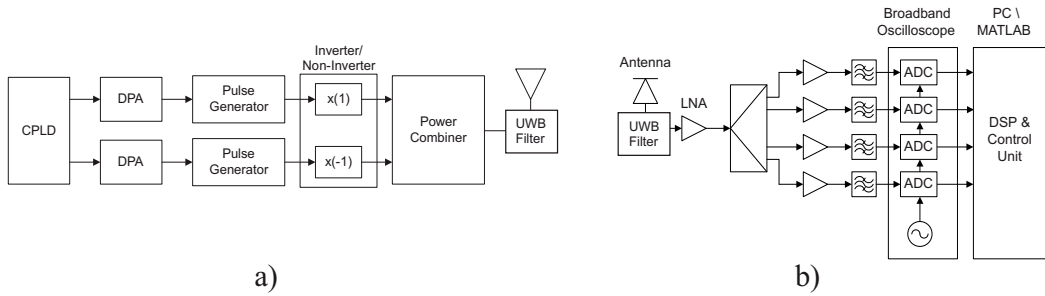 CPLD
DPA
DPA
Pulse
Generator
Pulse
Generator
Inverter/
Non-Inverter
x(1)
x(-1)
Power
Combiner
UWB
Filter
a)
Antenna
UWB
Filter
LNA
Broadband
Oscilloscope
ADC
ADC
ADC
ADC
PC \
MATLAB
DSP &
Control
Unit
b)